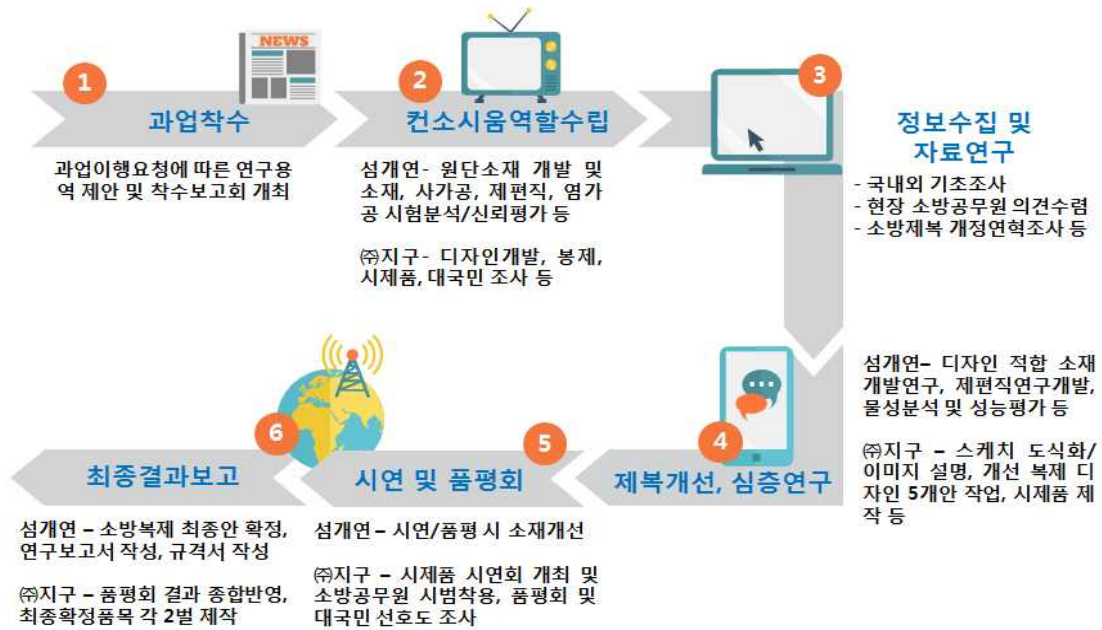 NEWS
1
과업착수
과업이행요청에 따른 연구용
역 제안 및 착수보고회 개최
2
컨소시움역할수립
섬개연- 원단소재 개발 및
소재, 사가공, 제편직, 염가
공 시험분석/신뢰평가 등
㈜지구- 디자인개발, 봉제,
시제품, 대국민 조사 등
3
정보수집 및
자료연구
- 국내외 기초조사
- 현장 소방공무원 의견수렴
- 소방제복 개정연혁조사 등
4
제복개선, 심층연구
섬개연– 디자인 적합 소재
개발연구, 제편직연구개발,
물성분석 및 성능평가 등
㈜지구 – 스케치 도식화/
이미지 설명, 개선 복제 디
자인 5개안 작업, 시제품 제
작 등
5
시연 및 품평회
섬개연 – 시연/품평 시 소재개선
㈜지구 – 시제품 시연회 개최 및
소방공무원 시범착용, 품평회 및
대국민 선호도 조사
6
최종결과보고
섬개연 – 소방복제 최종안 확정,
연구보고서 작성, 규격서 작성
㈜지구 – 품평회 결과 종합반영,
최종확정품목 각 2벌 제작